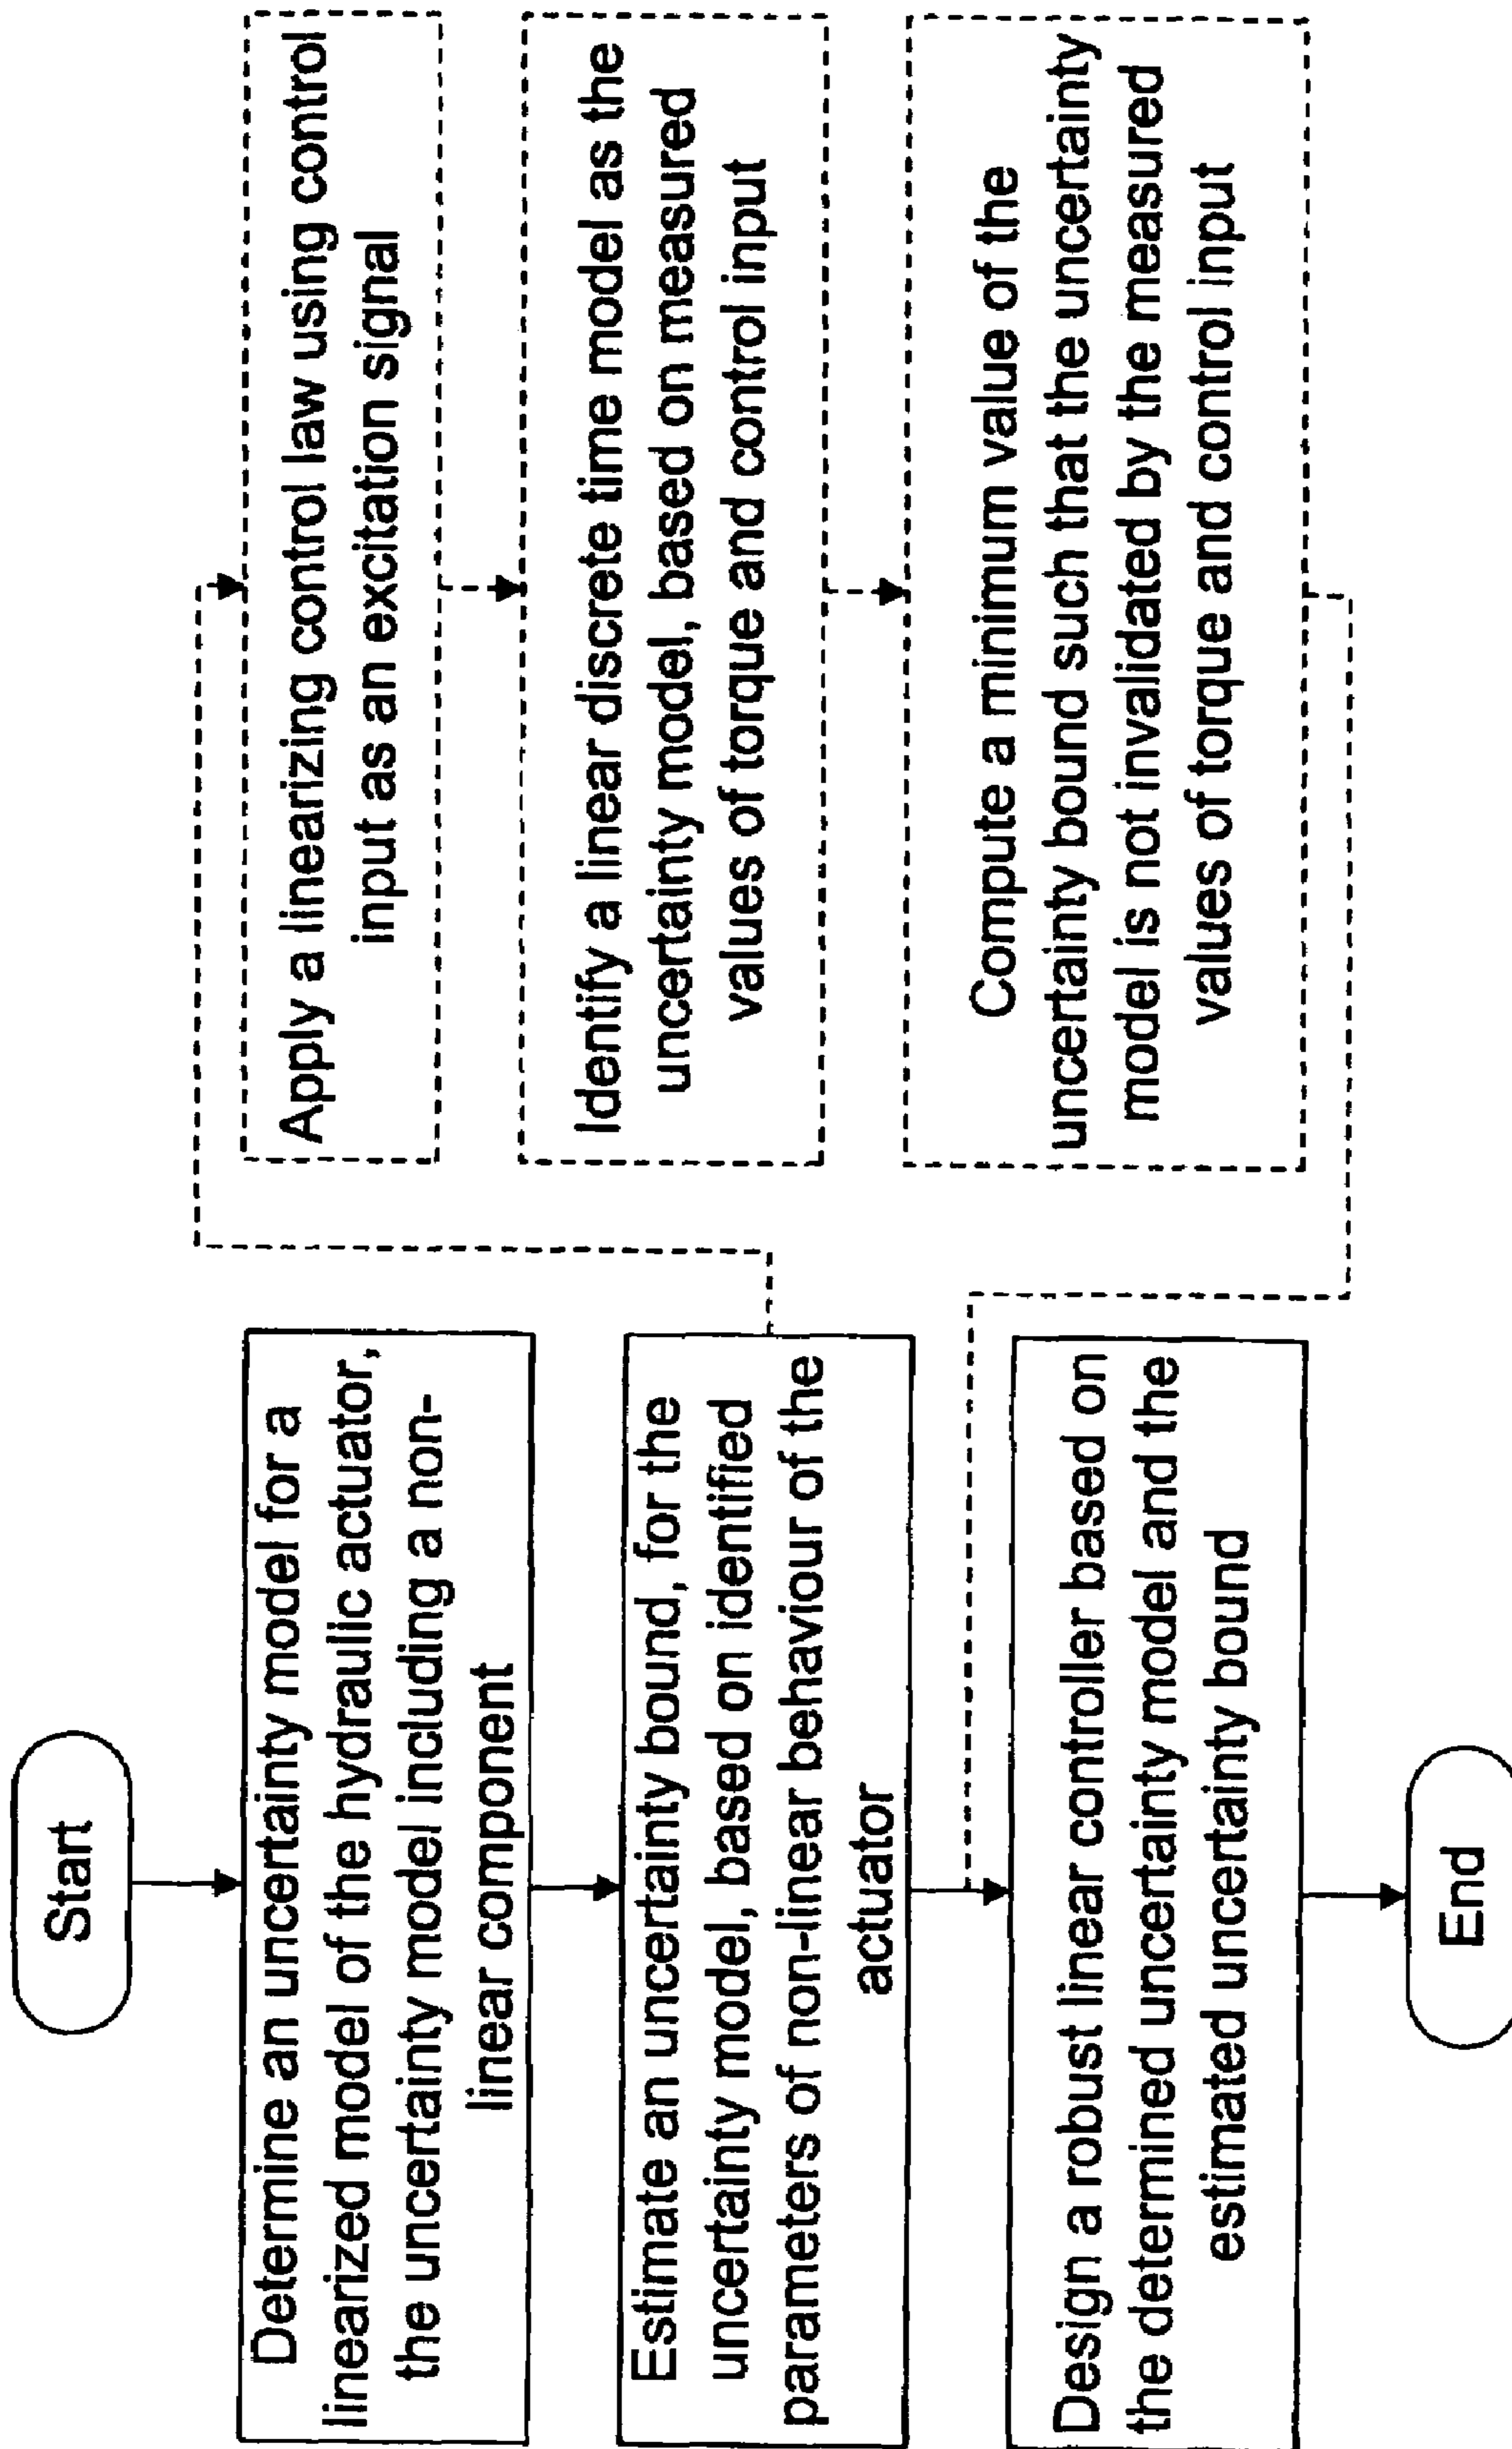 Start
Determine an uncertainty model for a
linearized model of the hydraulic actuator,
the uncertainty model including a non-
linear component
Estimate an uncertainty bound, for the
uncertainty model, based on identified
parameters of non-linear behaviour of the
actuator
Design a robust linear controller based on
the determined uncertainty model and the
estimated uncertainty bound
End
Apply a linearizing control law using control
input as an excitation signal
Identify a linear discrete time model as the
uncertainty model, based on measured
values of torque and control input
Compute a minimum value of the
uncertainty bound such that the uncertainty
model is not invalidated by the measured
values of torque and control input